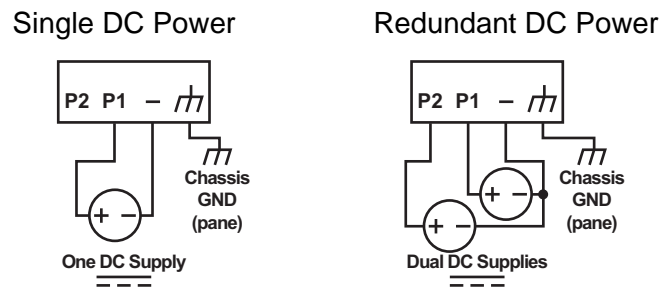 Single DC Power
P2 P1 –
Chassis
GND
(pane)
+ –
One DC Supply
Redundant DC Power
P2 P1 –
Chassis
GND
(pane)
+ –
+ –
Dual DC Supplies